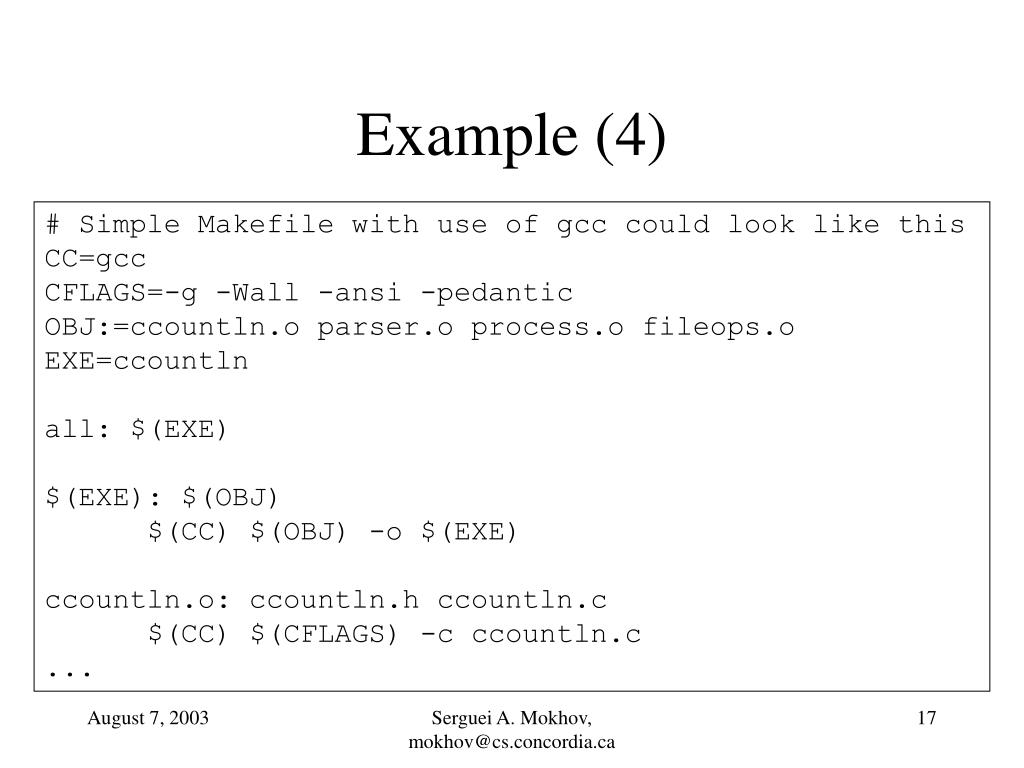 Example (4)
# Simple Makefile with use of gcc could look like this
CC=gcc
CFLAGS=-g -Wall -ansi -pedantic
OBJ:=ccountln.o parser.o process.o fileops.o
EXE=ccountln
all: $(EXE)
$(EXE): $(OBJ)
$(CC) $(OBJ) -o $(EXE)
ccountln.o: ccountln.h ccountln.c
$(CC) $(CFLAGS) -c ccountln.c
...
August 7, 2003
Serguei A. Mokhov,
mokhov@cs.concordia.ca
17